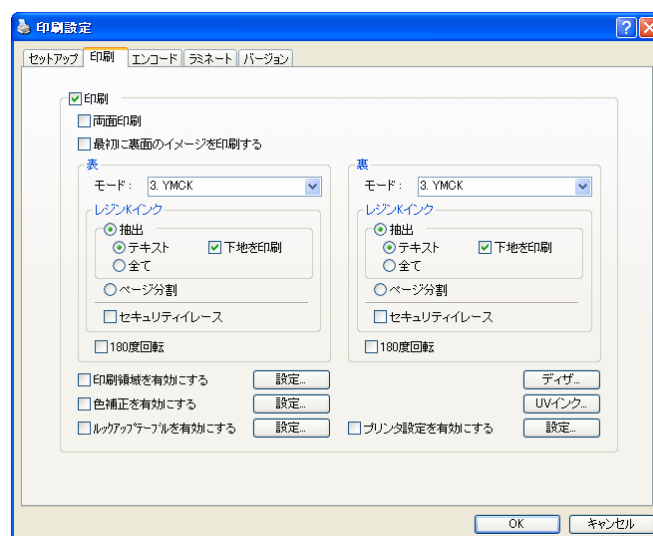 印刷設定
セットアップ 印刷 エンコード ラミネート バージョン
印刷
両面印刷
最初に裏面のイメージを印刷する
表
モード： 3. YMCK
レジンKインク
抽出
テキスト 下地を印刷
全て
ページ分割
セキュリティイレース
180度回転
裏
モード： 3. YMCK
レジンKインク
抽出
テキスト 下地を印刷
全て
ページ分割
セキュリティイレース
180度回転
印刷領域を有効にする 設定... ディザ...
色補正を有効にする 設定... UVインク...
ルックアップテーブルを有効にする 設定... プリンタ設定を有効にする 設定...
OK キャンセル